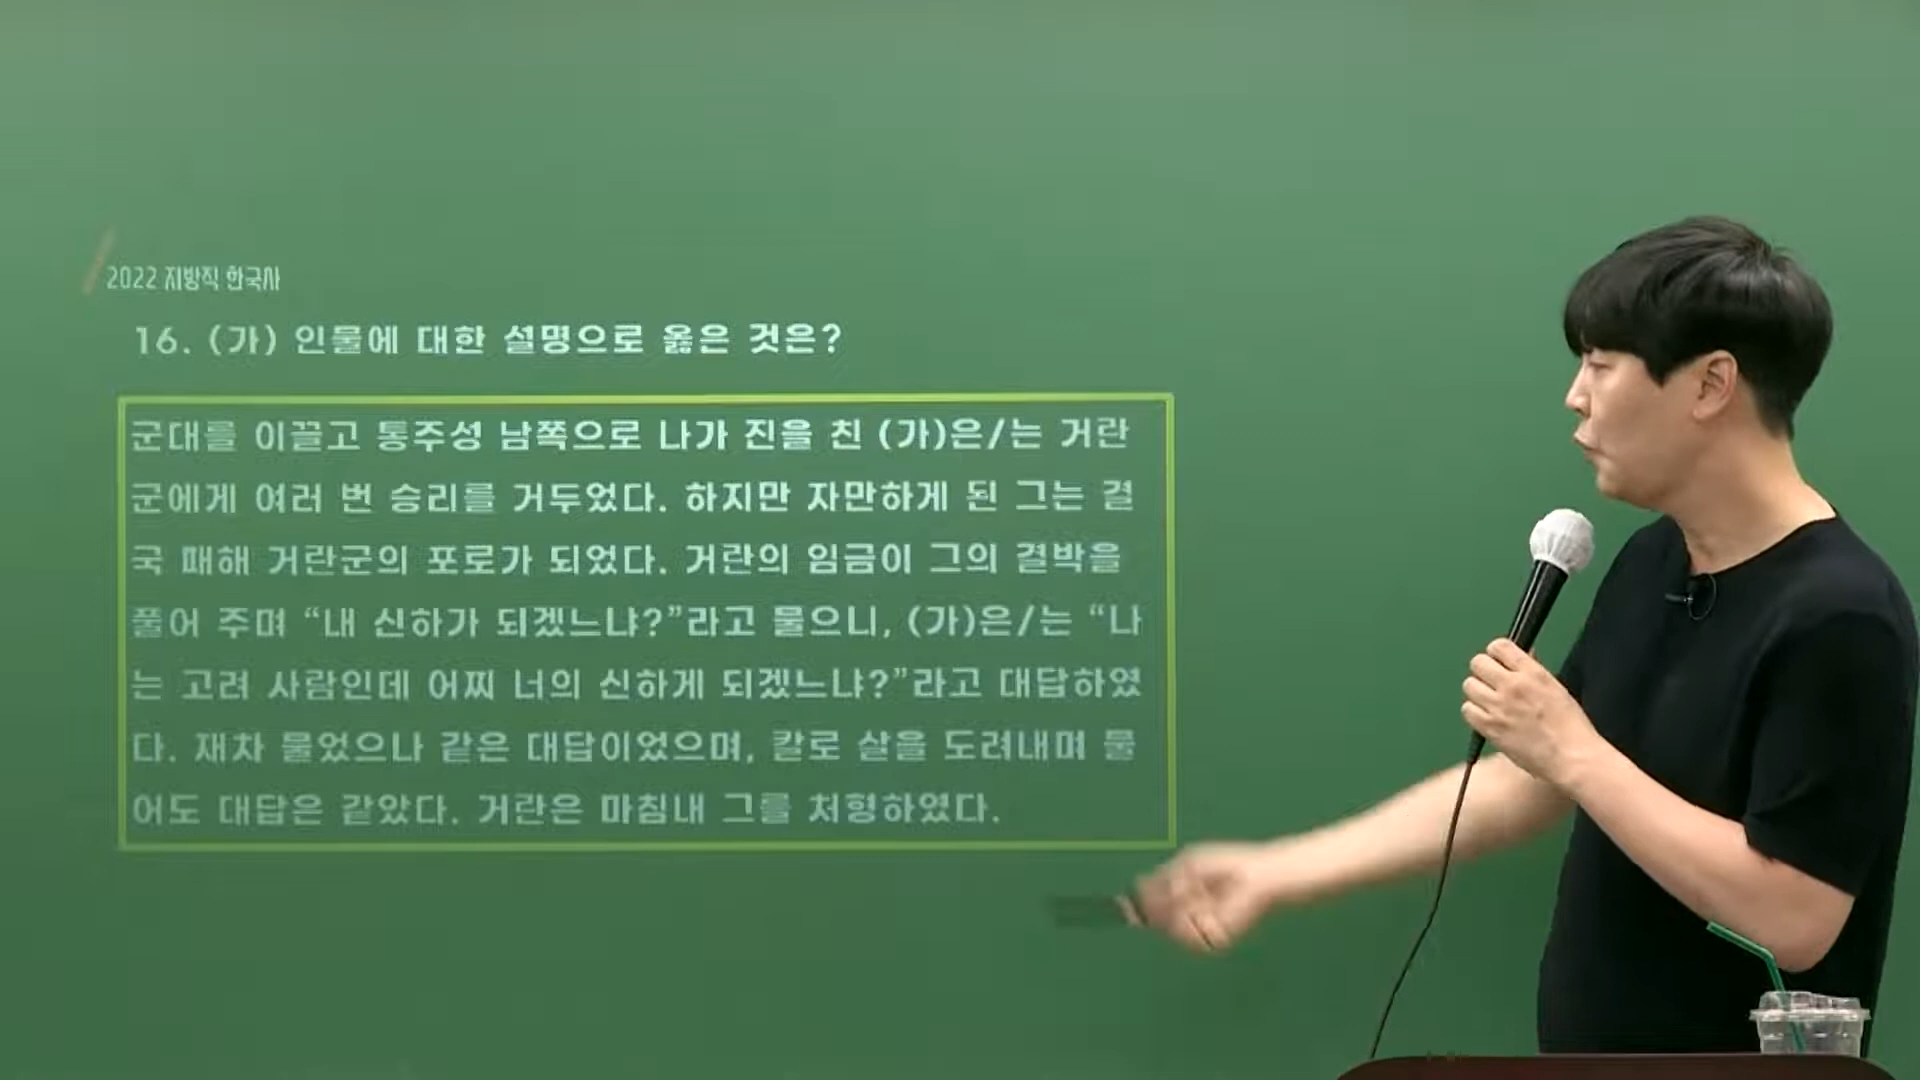 2022 지방직 한국사
16. (가) 인물에 대한 설명으로 옳은 것은?
군대를 이끌고 통주성 남쪽으로 나가 진을 친 (가)은/는 거란
군에게 여러 번 승리를 거두었다. 하지만 자만하게 된 그는 결
국 패해 거란군의 포로가 되었다. 거란의 임금이 그의 결박을
풀어 주며 “내 신하가 되겠느냐?”라고 물으니, (가)은/는 “나
는 고려 사람인데 어찌 너의 신하게 되겠느냐?”라고 대답하였
다. 재차 물었으나 같은 대답이었으며, 칼로 살을 도려내며 물
어도 대답은 같았다. 거란은 마침내 그를 처형하였다.